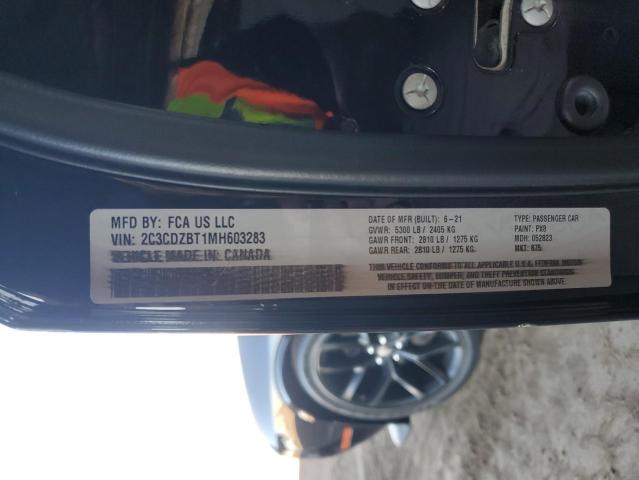 MFD BY: FCA US LLC
VIN: 2C3CDZBT1MH603283
VEHICLE MADE IN: CANADA
DATE OF MFR (BUILT): 6-21
GVWR: 5300 LB / 2405 KG
GAWR FRONT: 2810 LB / 1275 KG
GAWR REAR: 2810 LB / 1275 KG
TYPE: PASSENGER CAR
PAINT: PX8
MDH: 052823
MKT: K75:
THIS VEHICLE CONFORMS TO ALL APPLICABLE U.S.A. FEDERAL MOTOR
VEHICLE SAFETY, BUMPER, AND THEFT PREVENTION STANDARDS
IN EFFECT ON THE DATE OF MANUFACTURE SHOWN ABOVE.